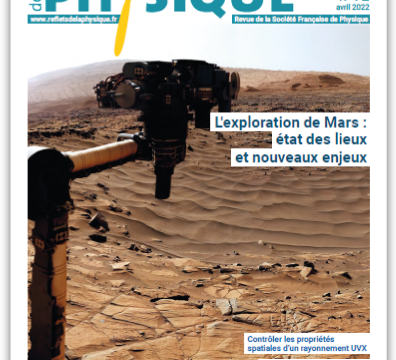 de PHYSIQUE
avril 2022
www.refletsdelaphysique.fr
Revue de la Société Française de Physique
L'exploration de Mars :
état des lieux
et nouveaux enjeux
Contrôler les propriétés
spatiales d'un rayonnement UVX